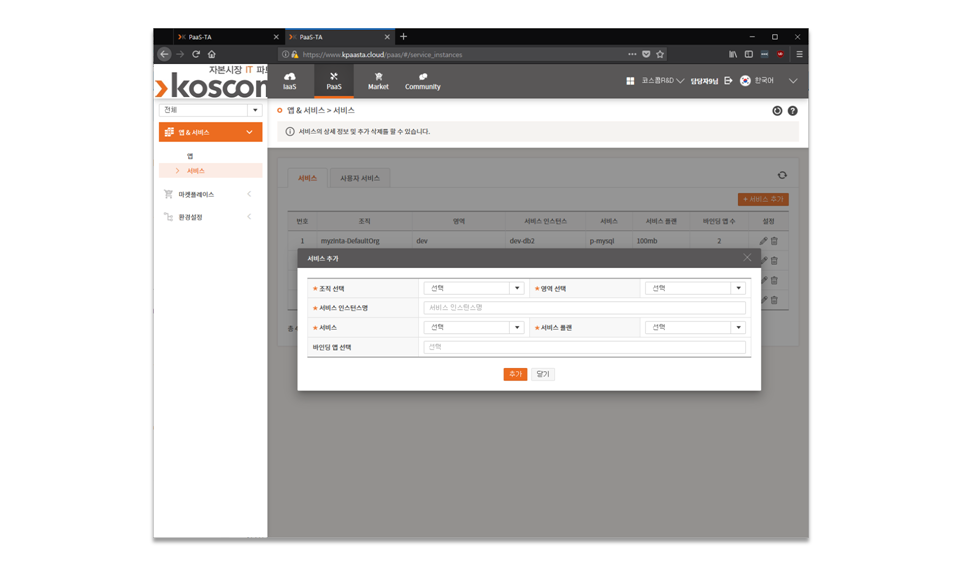 PaaS-TA
PaaS-TA
https://www.kpaasta.cloud/paas/#/service_instances
자본시장 IT 파트
koscom
IaaS
PaaS
Market
Community
코스콤R&D
담당자9님
한국어
전체
앱 & 서비스
앱
서비스
마켓플레이스
환경설정
앱 & 서비스 > 서비스
서비스의 상세 정보 및 추가 삭제를 할 수 있습니다.
서비스
사용자 서비스
+ 서비스 추가
번호 조직 영역 서비스 인스턴스 서비스 서비스 플랜 바인딩 앱 수 설정
1 myzinta-DefaultOrg dev dev-db2 p-mysql 100mb 2
서비스 추가
* 조직 선택 선택 * 영역 선택 선택
* 서비스 인스턴스명 서비스 인스턴스명
* 서비스 선택 * 서비스 플랜 선택
바인딩 앱 선택 선택
추가 닫기
총